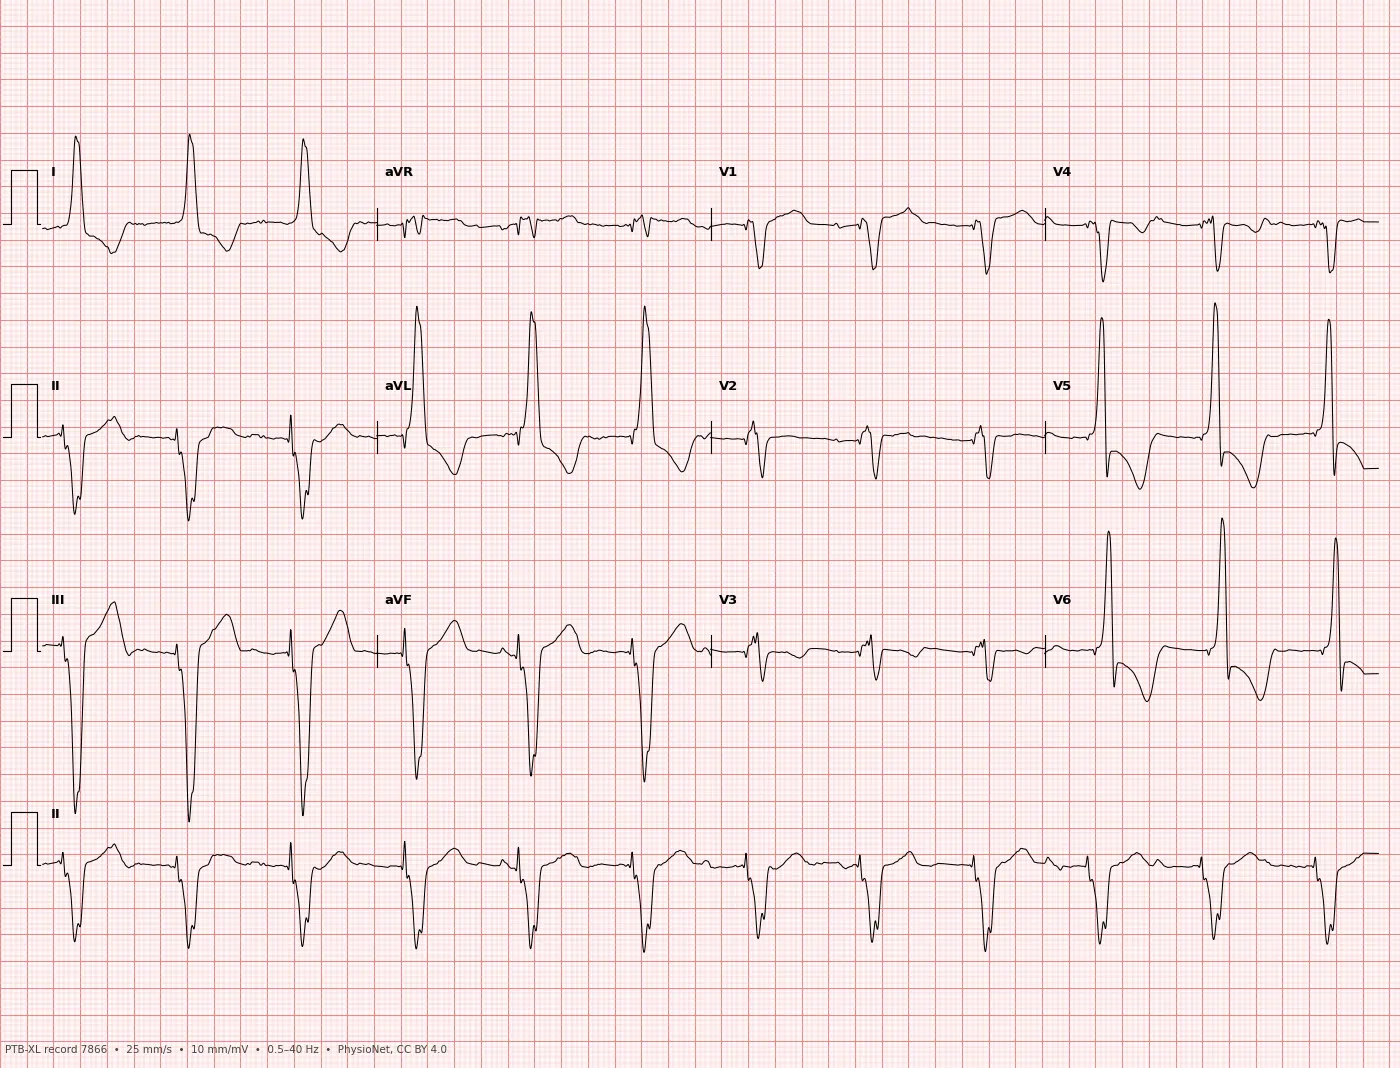 I aVR V1 V4
II aVL V2 V5
III aVF V3 V6
II
PTB-XL record 7866 • 25 mm/s • 10 mm/mV • 0.5–40 Hz • PhysioNet, CC BY 4.0